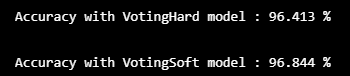 Accuracy with VotingHard model : 96.413 %
Accuracy with VotingSoft model : 96.844 %